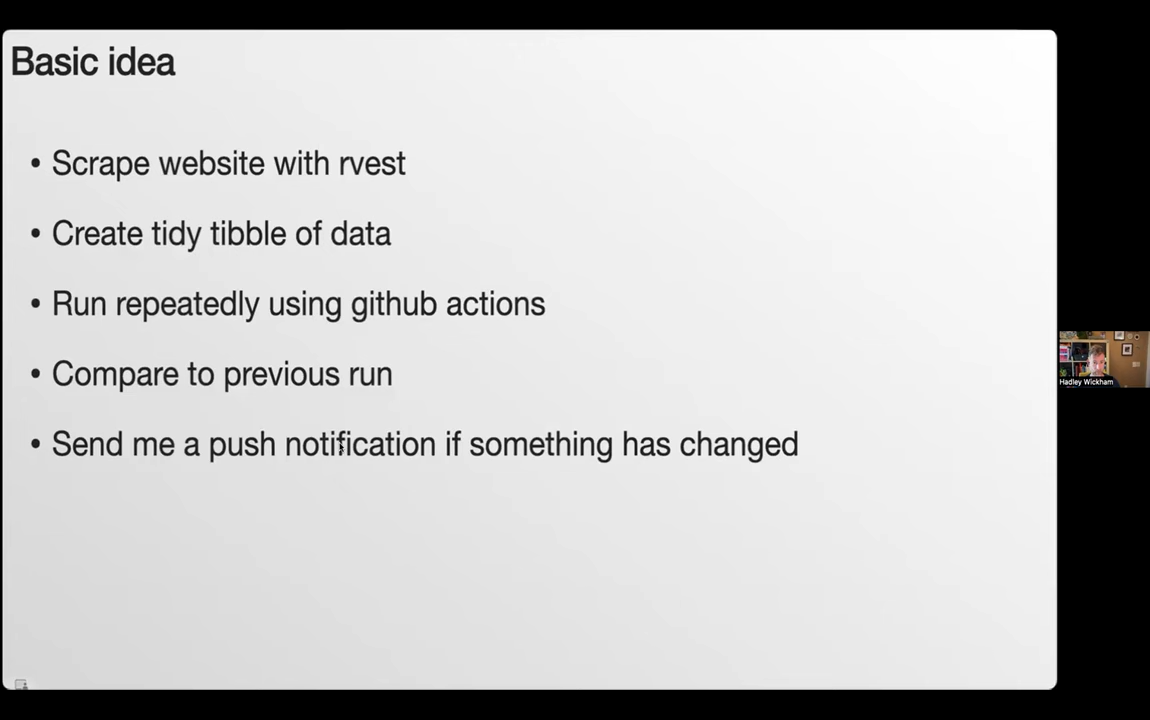 Basic idea
• Scrape website with rvest
• Create tidy tibble of data
• Run repeatedly using github actions
• Compare to previous run
• Send me a push notification if something has changed
Hadley Wickham